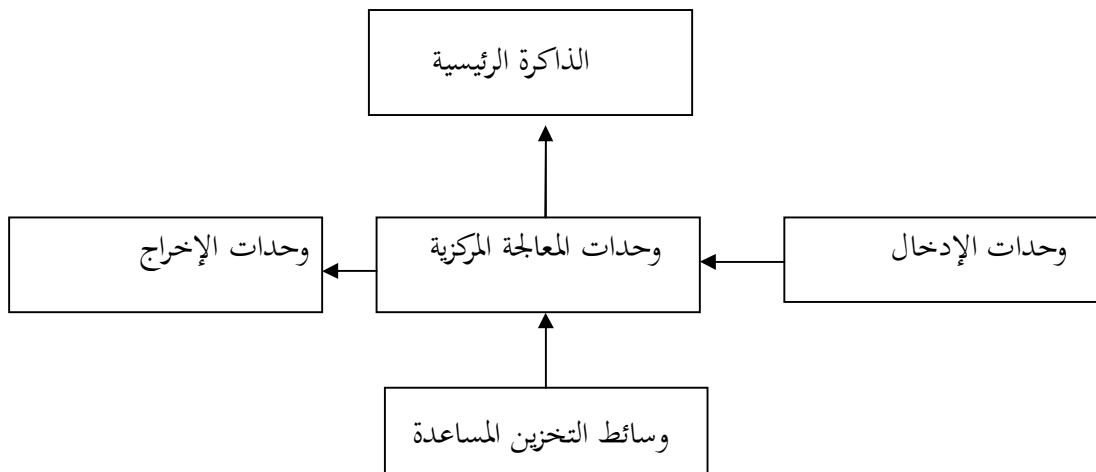 الذاكرة الرئيسية
وحدات الإدخال
وحدات المعالجة المركزية
وحدات الإخراج
وسائط التخزين المساعدة